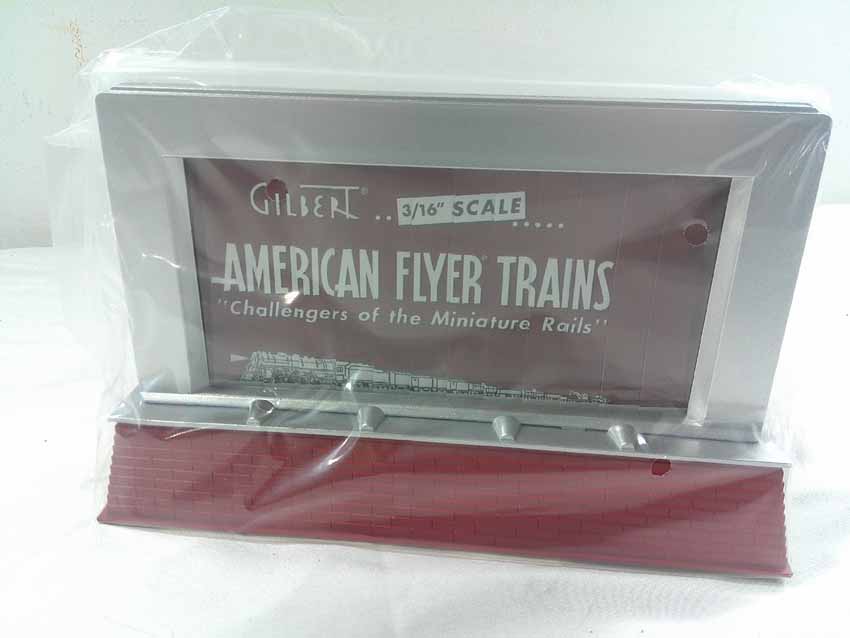 GILBERT® .. 3/16" SCALE .....
AMERICAN FLYER® TRAINS
"Challengers of the Miniature Rails"